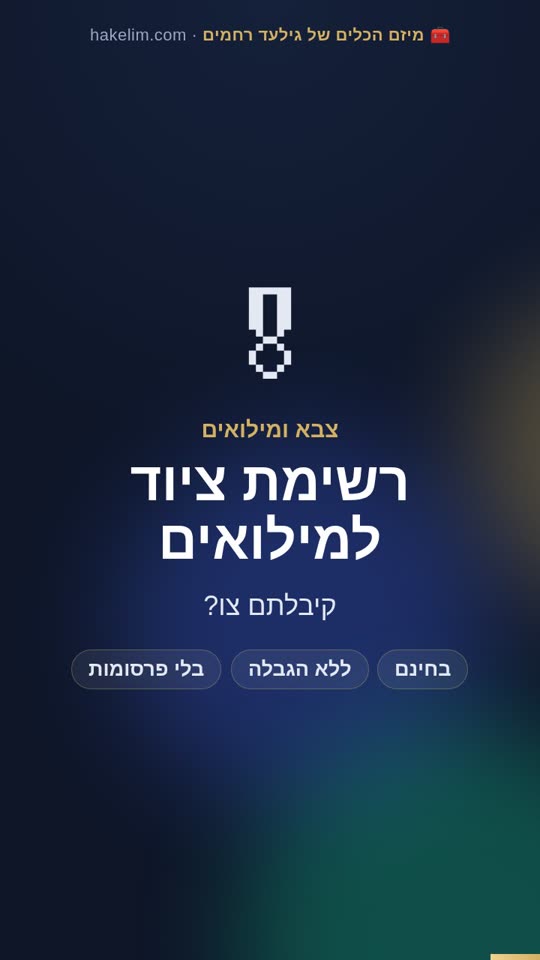 🧰 מיזם הכלים של גילעד רחמים · hakelim.com
צבא ומילואים
רשימת ציוד
למילואים
קיבלתם צו?
בחינם
ללא הגבלה
בלי פרסומות